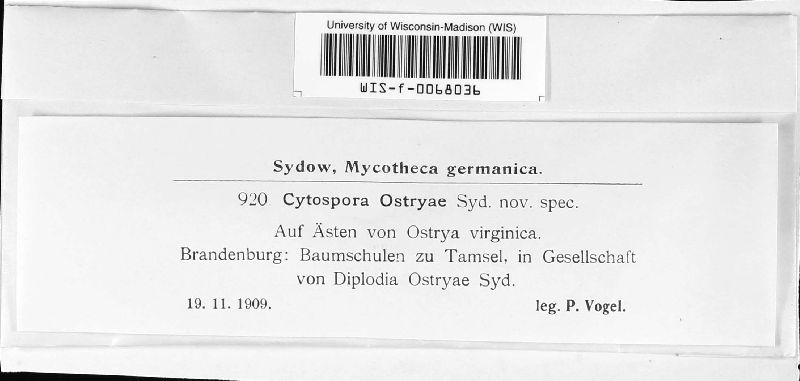 University of Wisconsin-Madison (WIS)
WIS-f-0068036
Sydow, Mycotheca germanica.
920 Cytospora Ostryae Syd. nov. spec.
Auf Ästen von Ostrya virginica.
Brandenburg: Baumschulen zu Tamsel, in Gesellschaft
von Diplodia Ostryae Syd.
19. 11. 1909. leg. P. Vogel.